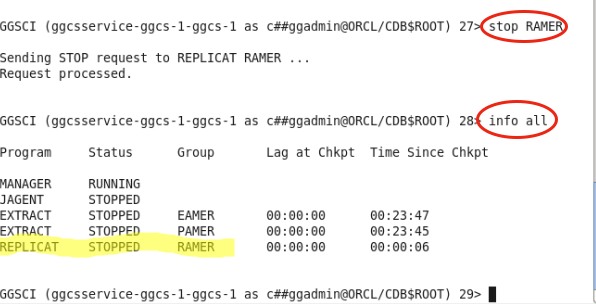 GGSCI (ggcsservice-ggcs-1-ggcs-1 as c##ggadmin@ORCL/CDB$ROOT) 27> stop RAMER
Sending STOP request to REPLICAT RAMER ...
Request processed.
GGSCI (ggcsservice-ggcs-1-ggcs-1 as c##ggadmin@ORCL/CDB$ROOT) 28> info all
Program     Status      Group       Lag at Chkpt  Time Since Chkpt
MANAGER     RUNNING
JAGENT      STOPPED
EXTRACT     STOPPED     EAMER       00:00:00      00:23:47
EXTRACT     STOPPED     PAMER       00:00:00      00:23:45
REPLICAT    STOPPED     RAMER       00:00:00      00:00:06
GGSCI (ggcsservice-ggcs-1-ggcs-1 as c##ggadmin@ORCL/CDB$ROOT) 29>